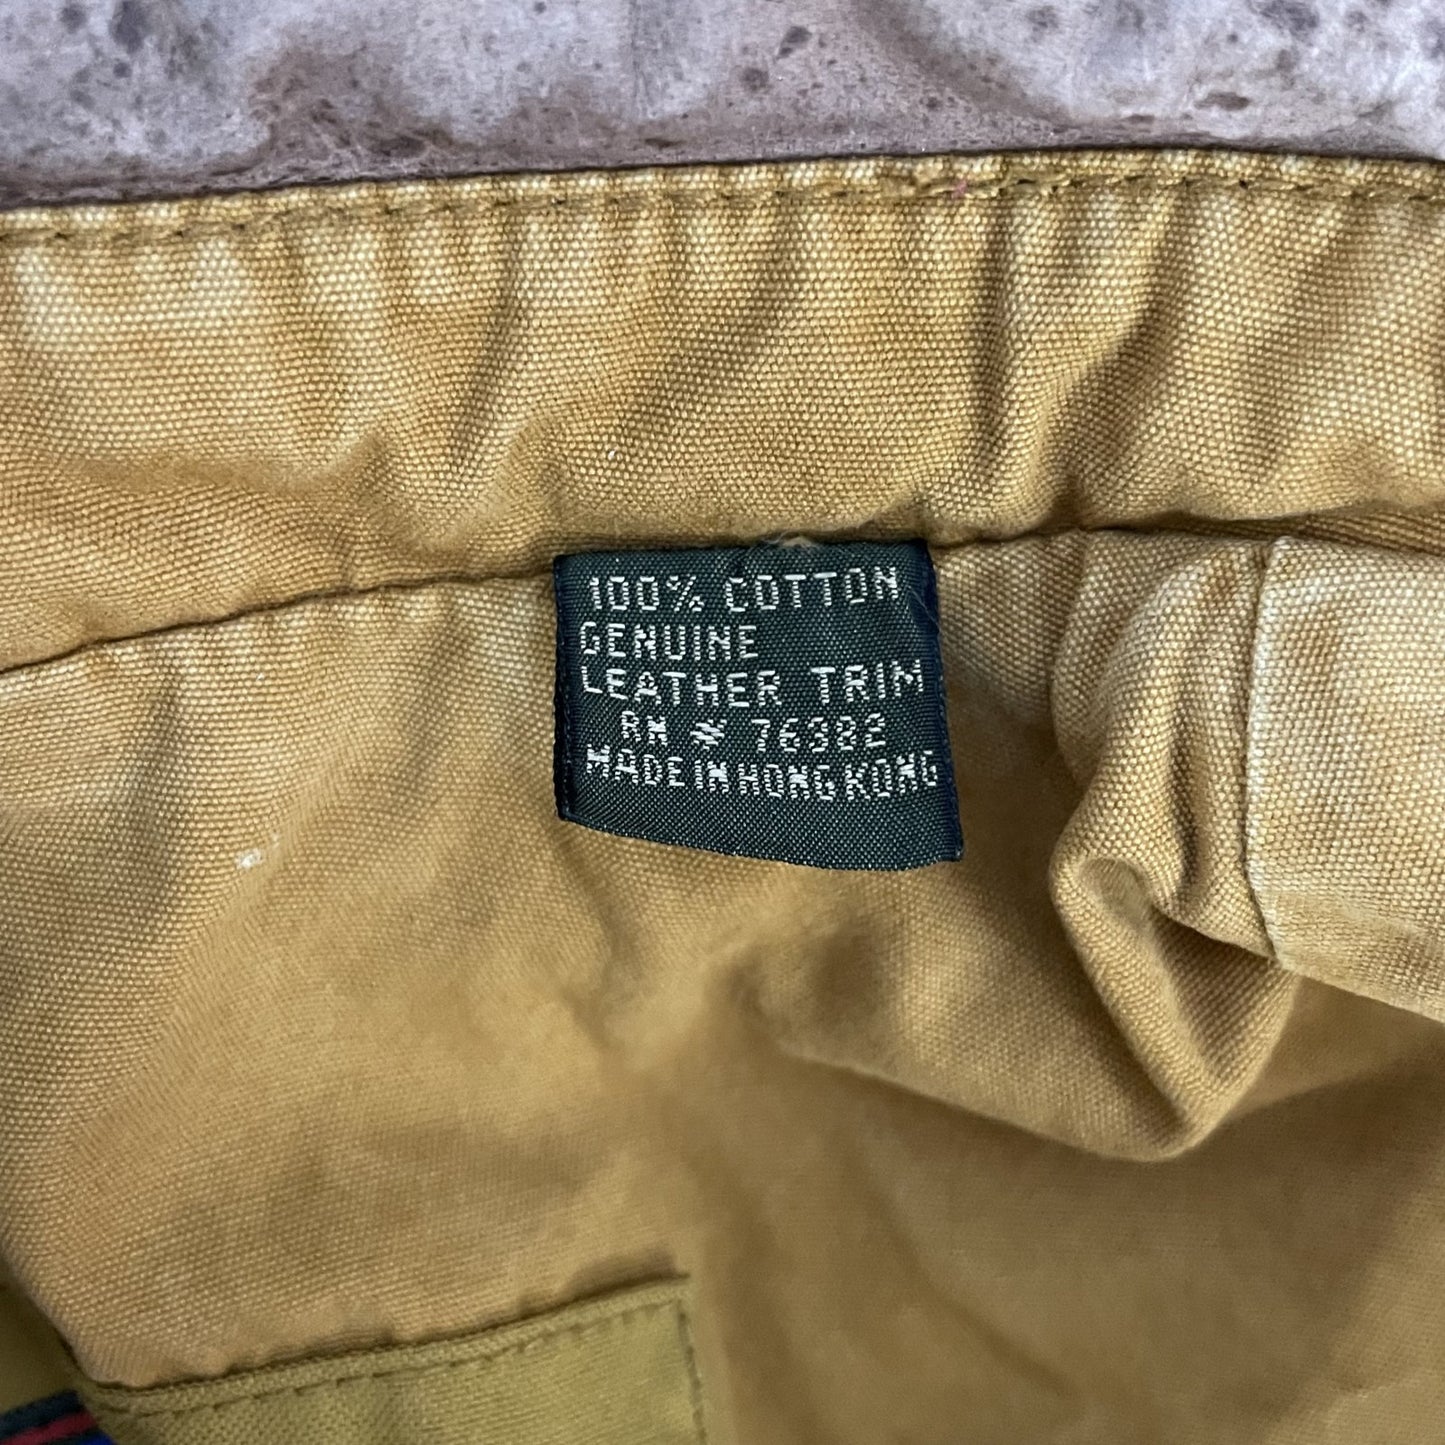 100% COTTON
GENUINE
LEATHER TRIM
RN # 76382
MADE IN HONG KONG